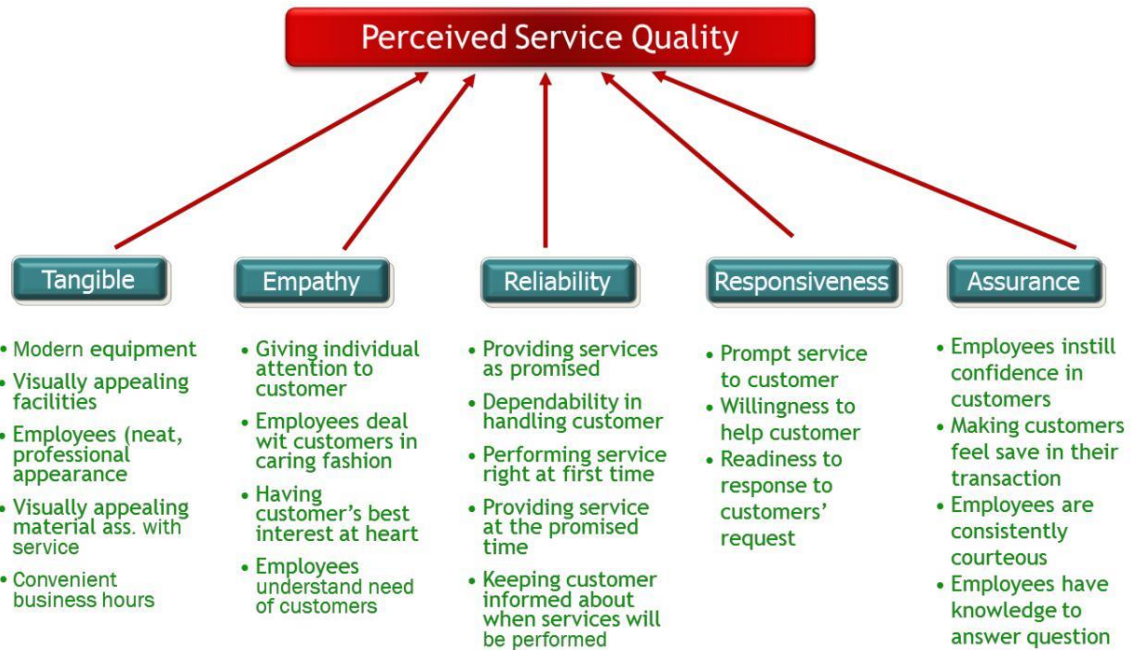 Perceived Service Quality
Tangible
• Modern equipment
• Visually appealing
facilities
• Employees (neat,
professional
appearance
• Visually appealing
material ass. with
service
• Convenient
business hours
Empathy
• Giving individual
attention to
customer
• Employees deal
wit customers in
caring fashion
• Having
customer's best
interest at heart
• Employees
understand need
of customers
Reliability
• Providing services
as promised
• Dependability in
handling customer
• Performing service
right at first time
• Providing service
at the promised
time
• Keeping customer
informed about
when services will
be performed
Responsiveness
• Prompt service
to customer
• Willingness to
help customer
• Readiness to
response to
customers'
request
Assurance
• Employees instill
confidence in
customers
• Making customers
feel save in their
transaction
• Employees are
consistently
courteous
• Employees have
knowledge to
answer question